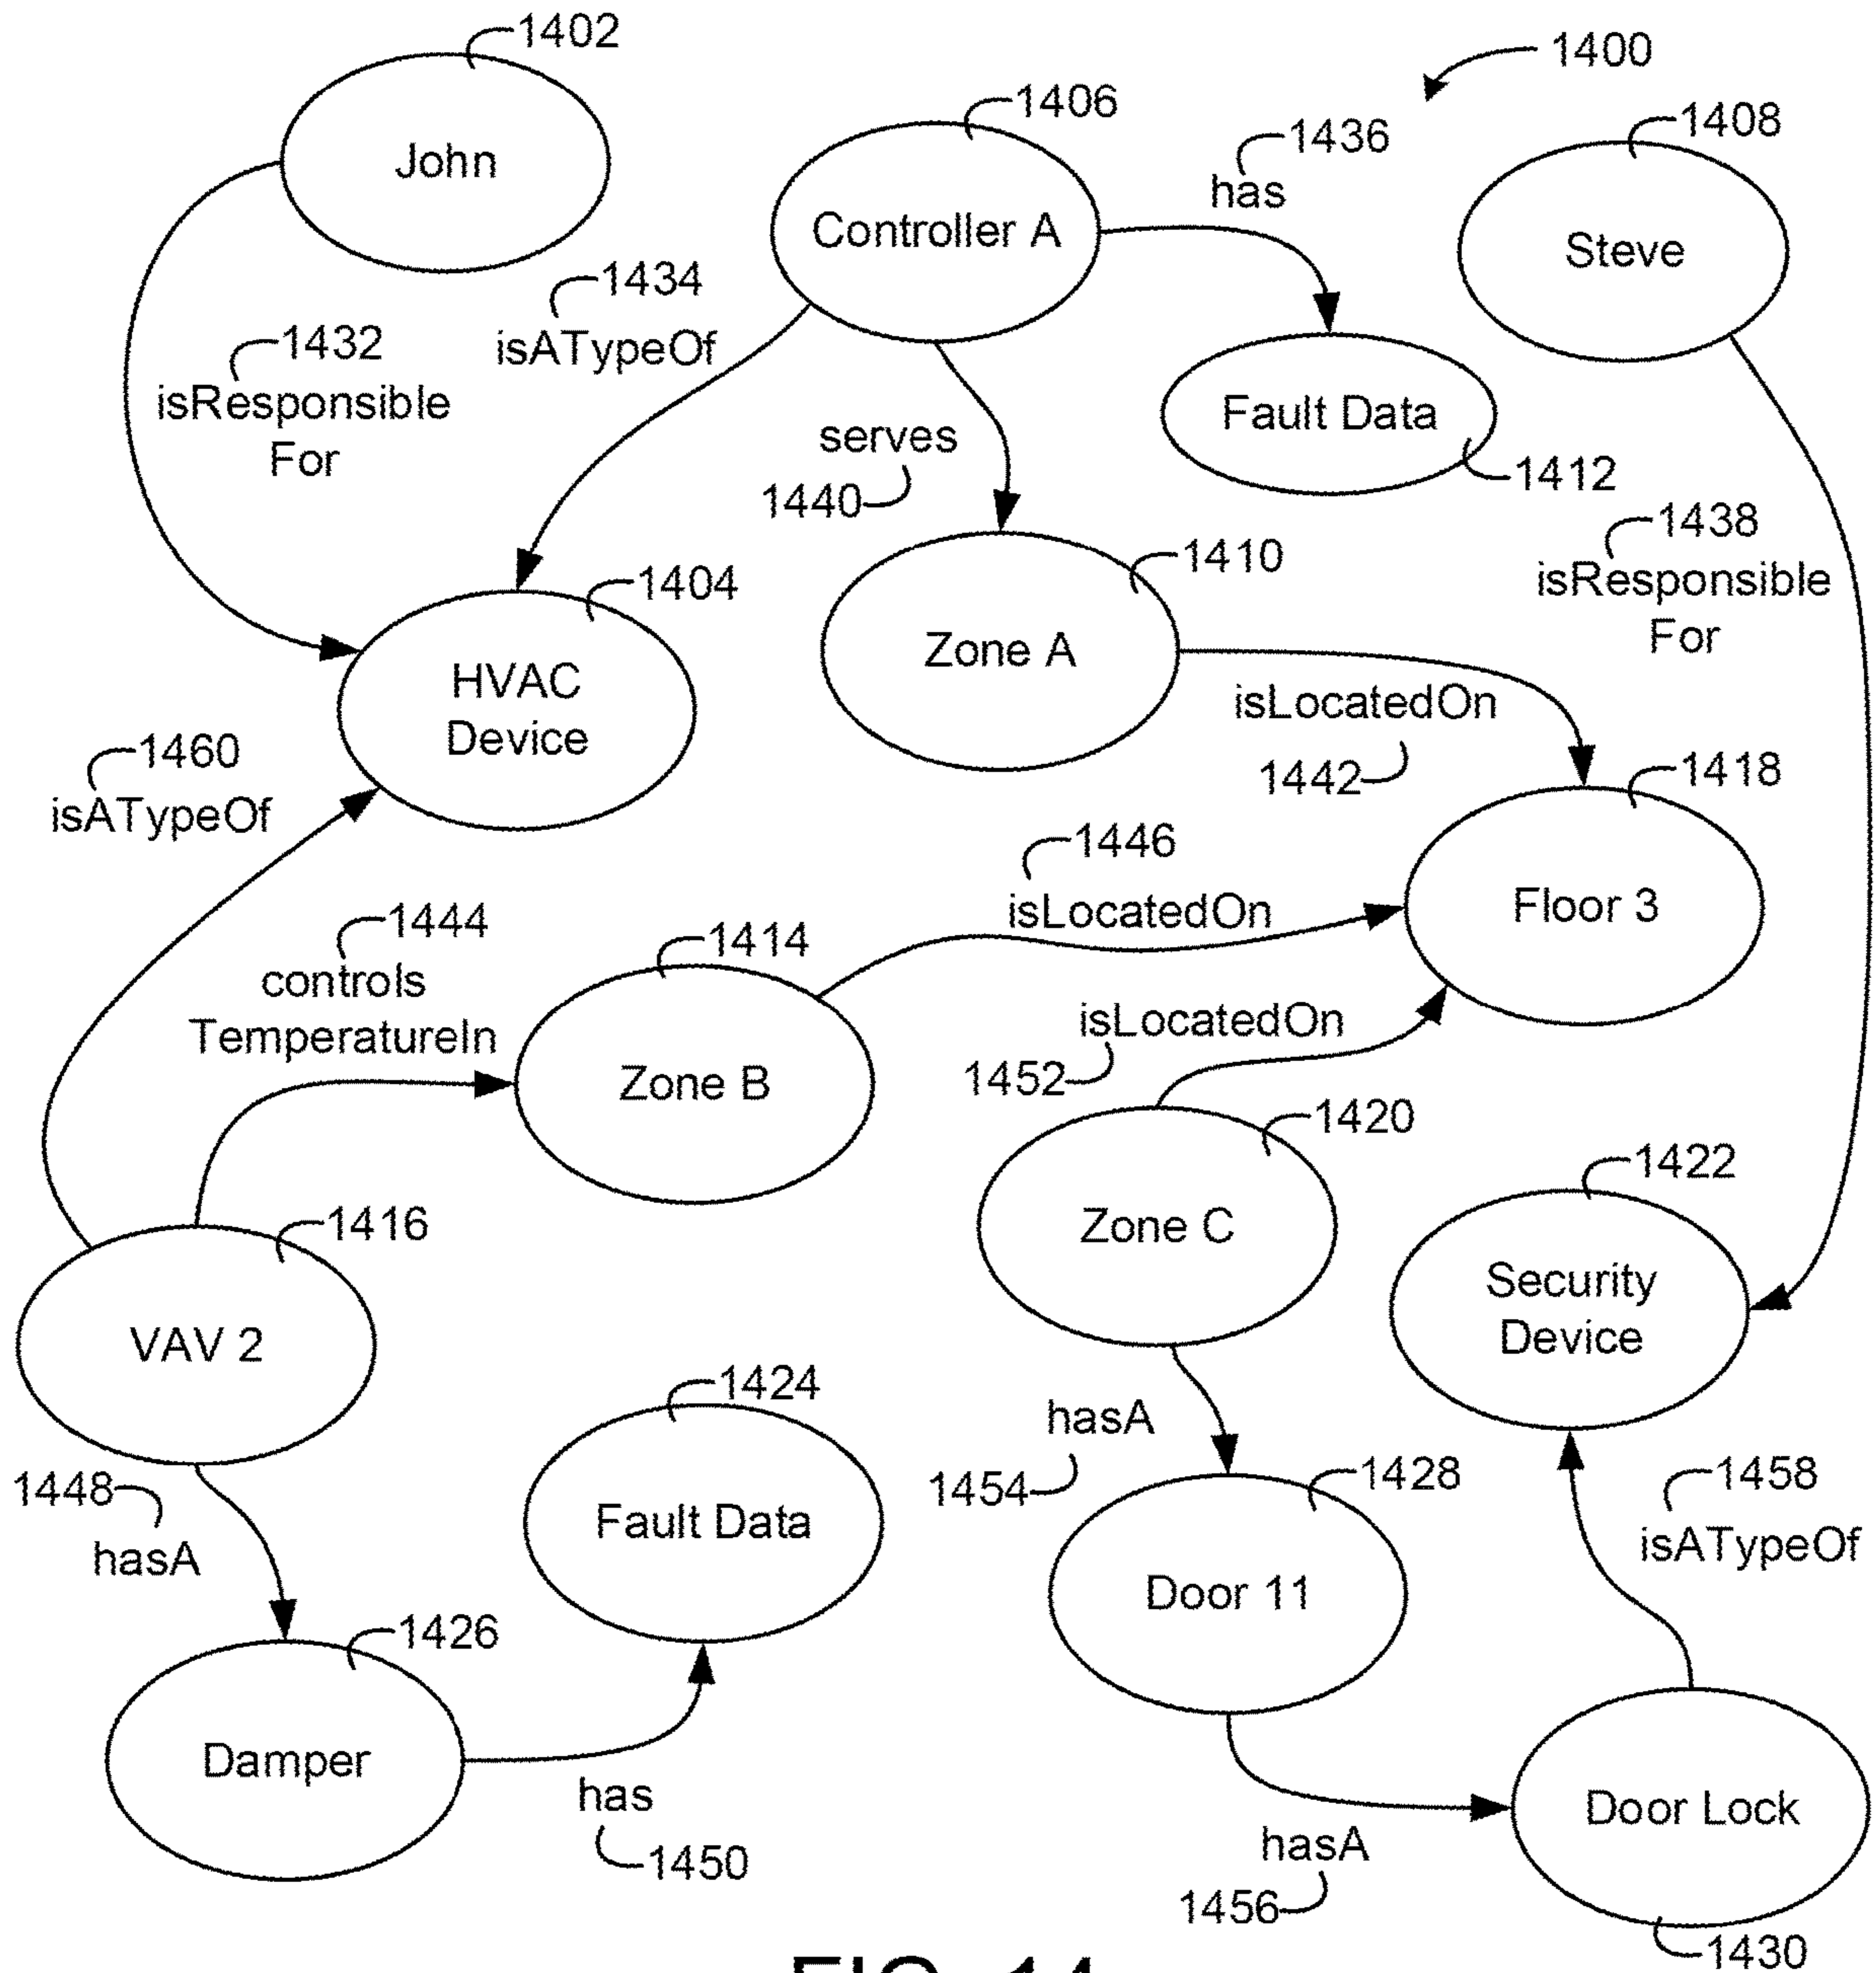 1402
1400
1406
1408
1436
has
John
Controller A
Steve
1434
isATypeOf
1432
isResponsible
For
Fault Data
serves
1440
1412
1438
isResponsible
For
1410
1404
Zone A
HVAC
Device
isLocatedOn
1442
1460
isATypeOf
1418
1446
isLocatedOn
Floor 3
1444
controls
TemperatureIn
1414
isLocatedOn
1452
Zone B
1420
1422
1416
Zone C
Security
Device
VAV 2
1424
hasA
1454
1448
hasA
1428
1458
isATypeOf
Fault Data
Door 11
1426
Damper
has
1450
Door Lock
hasA
1456
1430
FIG. 14